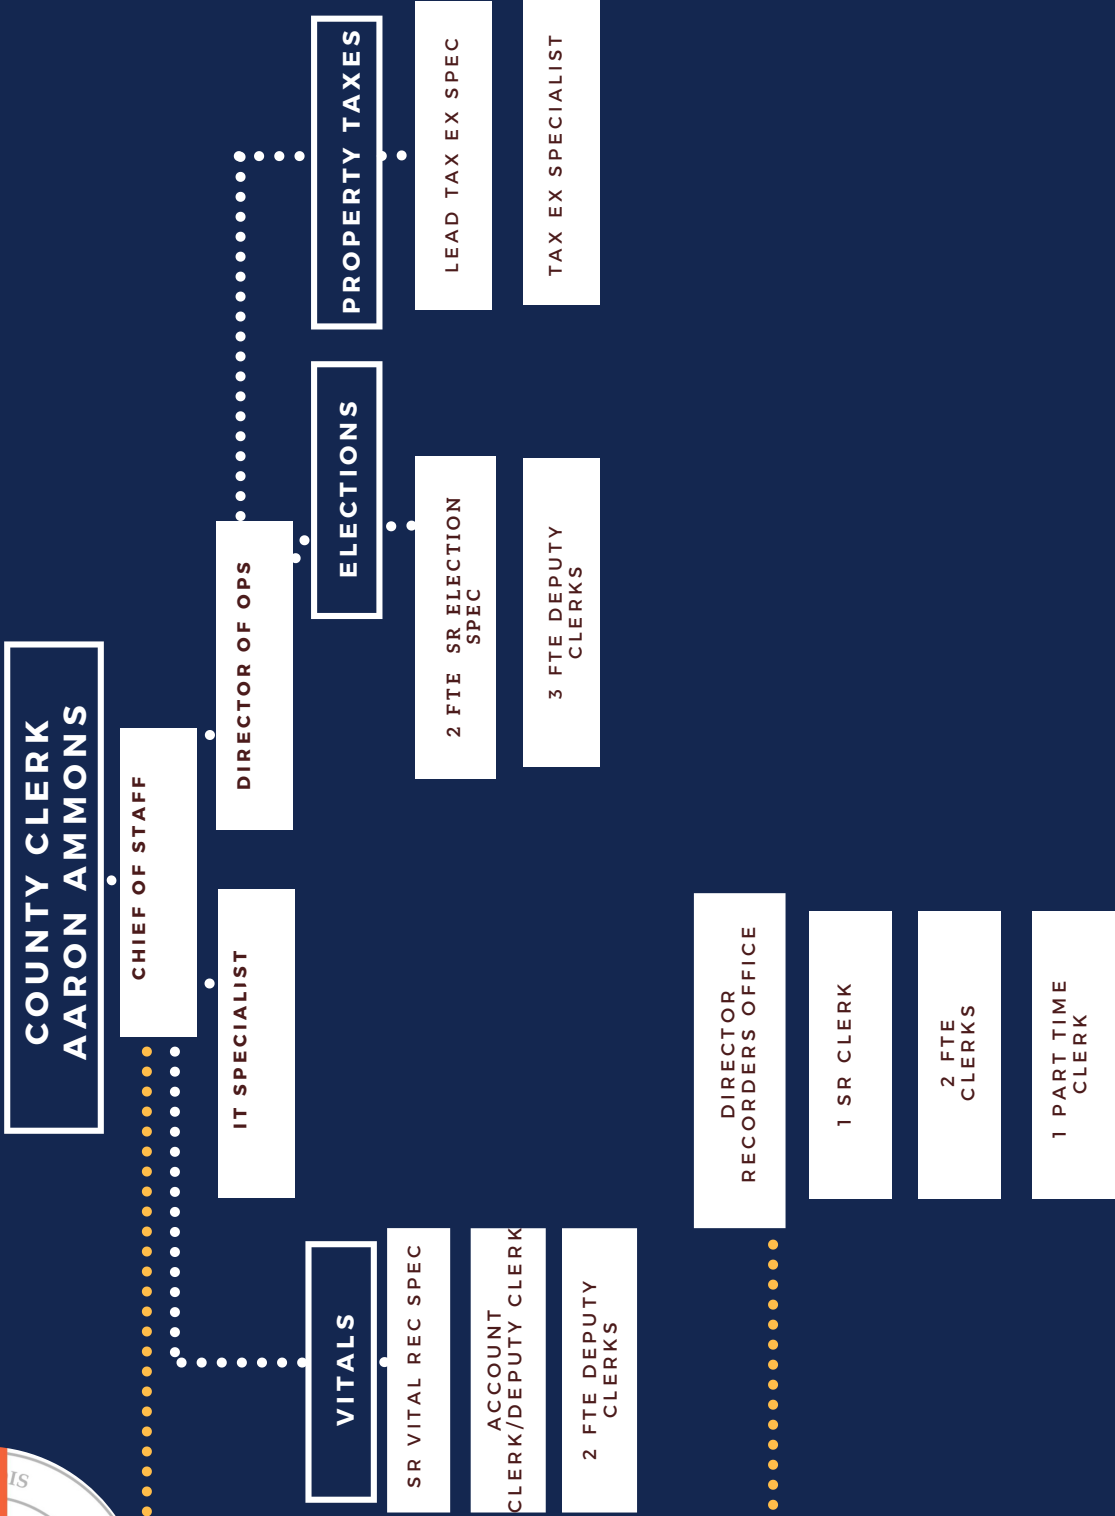 COUNTY CLERK
AARON AMMONS
CHIEF OF STAFF
IT SPECIALIST
DIRECTOR OF OPS
VITALS
SR VITAL REC SPEC
ACCOUNT
CLERK/DEPUTY CLERK
2 FTE DEPUTY
CLERKS
ELECTIONS
2 FTE SR ELECTION
SPEC
3 FTE DEPUTY
CLERKS
PROPERTY TAXES
LEAD TAX EX SPEC
TAX EX SPECIALIST
DIRECTOR
RECORDERS OFFICE
1 SR CLERK
2 FTE
CLERKS
1 PART TIME
CLERK
IS